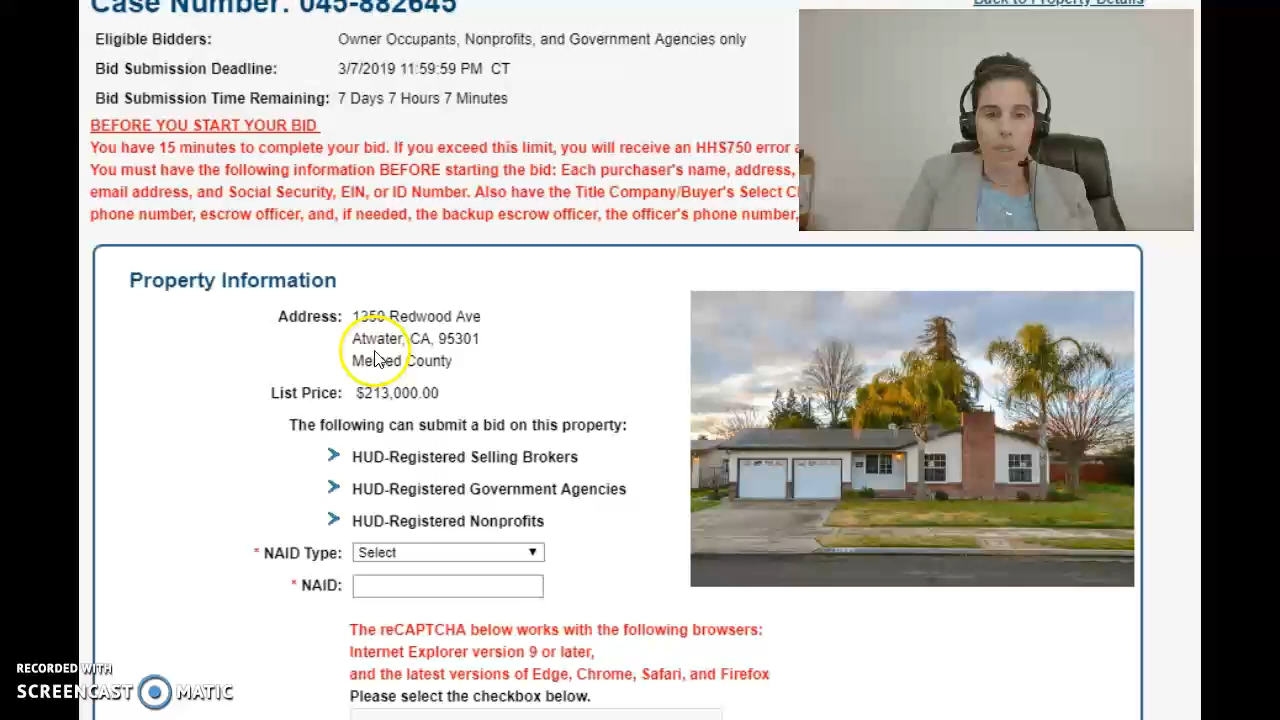 Case Number: 045-882645
Back to Property Details
Eligible Bidders: Owner Occupants, Nonprofits, and Government Agencies only
Bid Submission Deadline: 3/7/2019 11:59:59 PM CT
Bid Submission Time Remaining: 7 Days 7 Hours 7 Minutes
BEFORE YOU START YOUR BID
You have 15 minutes to complete your bid. If you exceed this limit, you will receive an HHS750 error
You must have the following information BEFORE starting the bid: Each purchaser's name, address,
email address, and Social Security, EIN, or ID Number. Also have the Title Company/Buyer's Select
phone number, escrow officer, and, if needed, the backup escrow officer, the officer's phone number,
Property Information
Address: 1350 Redwood Ave
Atwater, CA, 95301
Merced County
List Price: $213,000.00
The following can submit a bid on this property:
HUD-Registered Selling Brokers
HUD-Registered Government Agencies
HUD-Registered Nonprofits
* NAID Type: Select
* NAID:
The reCAPTCHA below works with the following browsers:
Internet Explorer version 9 or later,
and the latest versions of Edge, Chrome, Safari, and Firefox
Please select the checkbox below.
RECORDED WITH
SCREENCAST MATIC